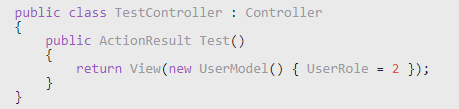 public class TestController : Controller
{
    public ActionResult Test()
    {
        return View(new UserModel() { UserRole = 2 });
    }
}